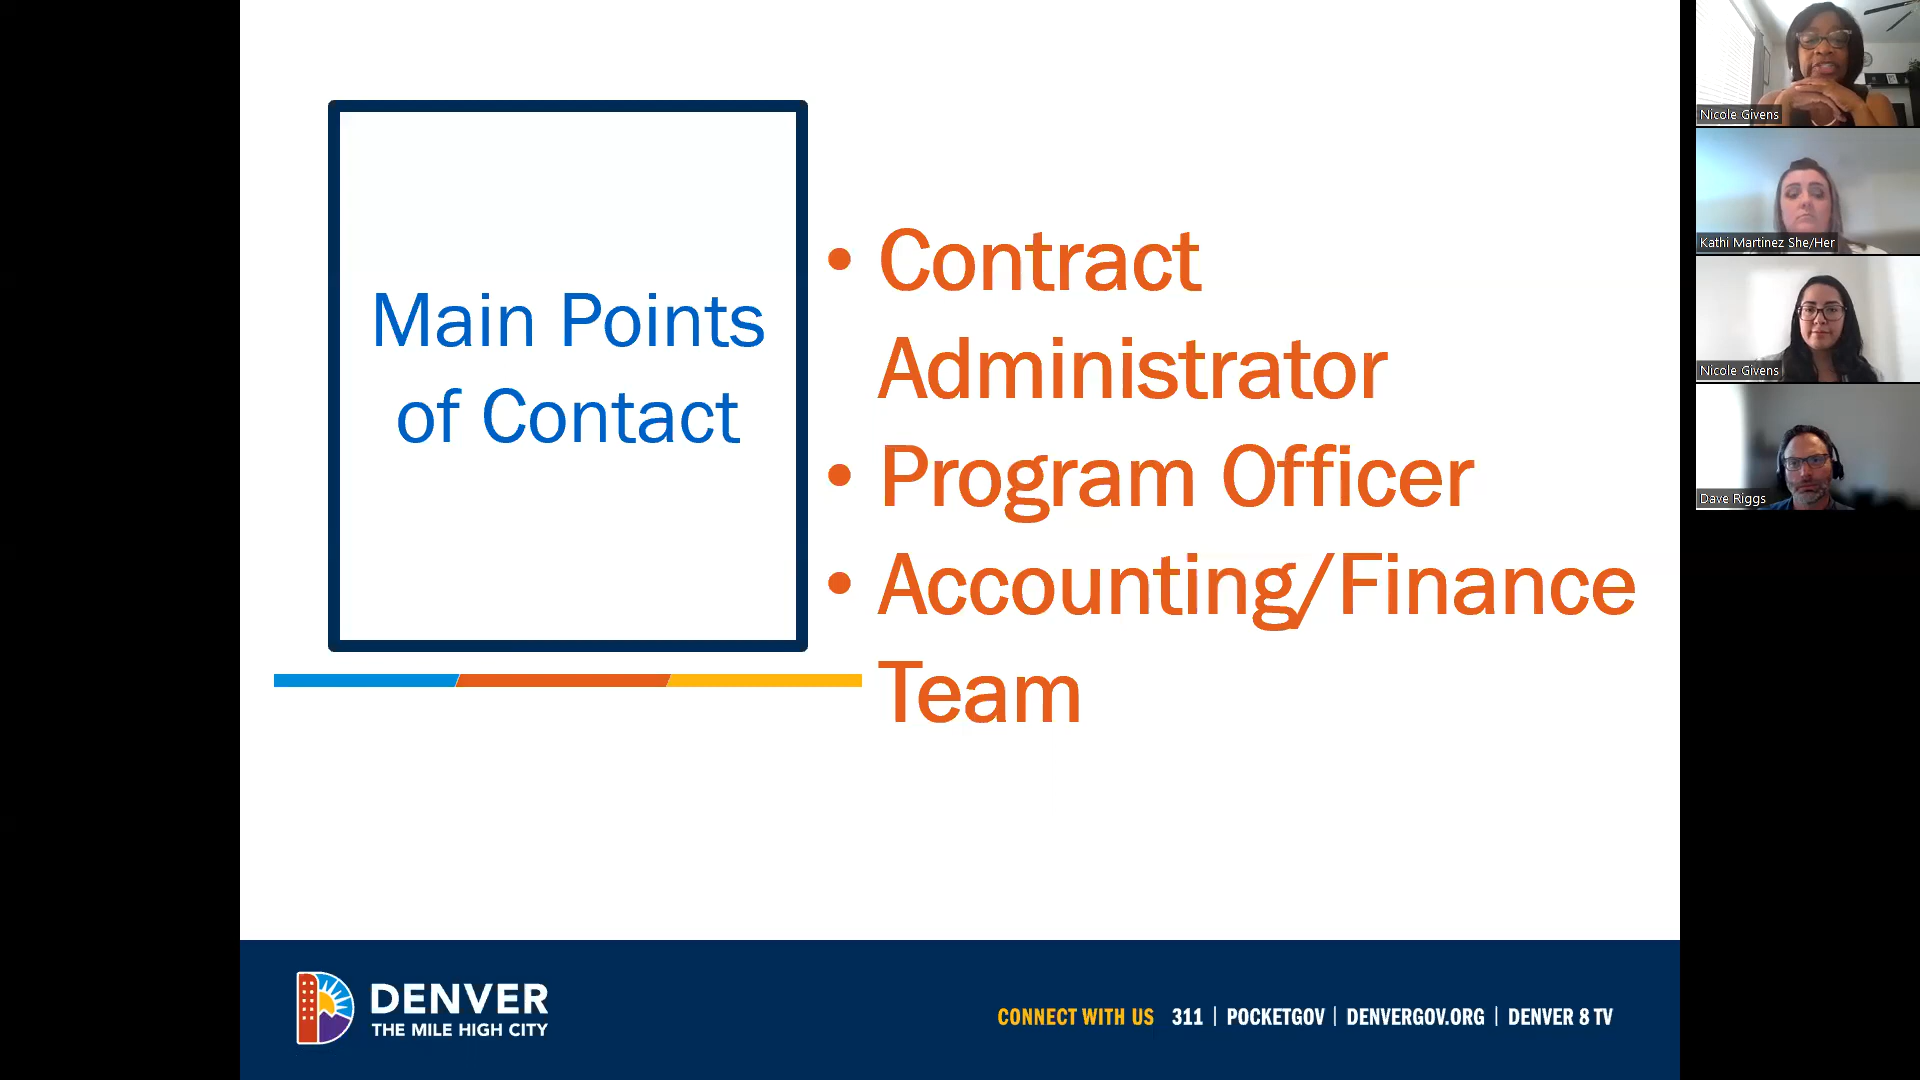 Main Points
of Contact
• Contract
Administrator
• Program Officer
• Accounting/Finance
Team
DENVER
THE MILE HIGH CITY
CONNECT WITH US 311 | POCKETGOV | DENVERGOV.ORG | DENVER 8 TV
Nicole Givens
Kathi Martinez She/Her
Nicole Givens
Dave Riggs